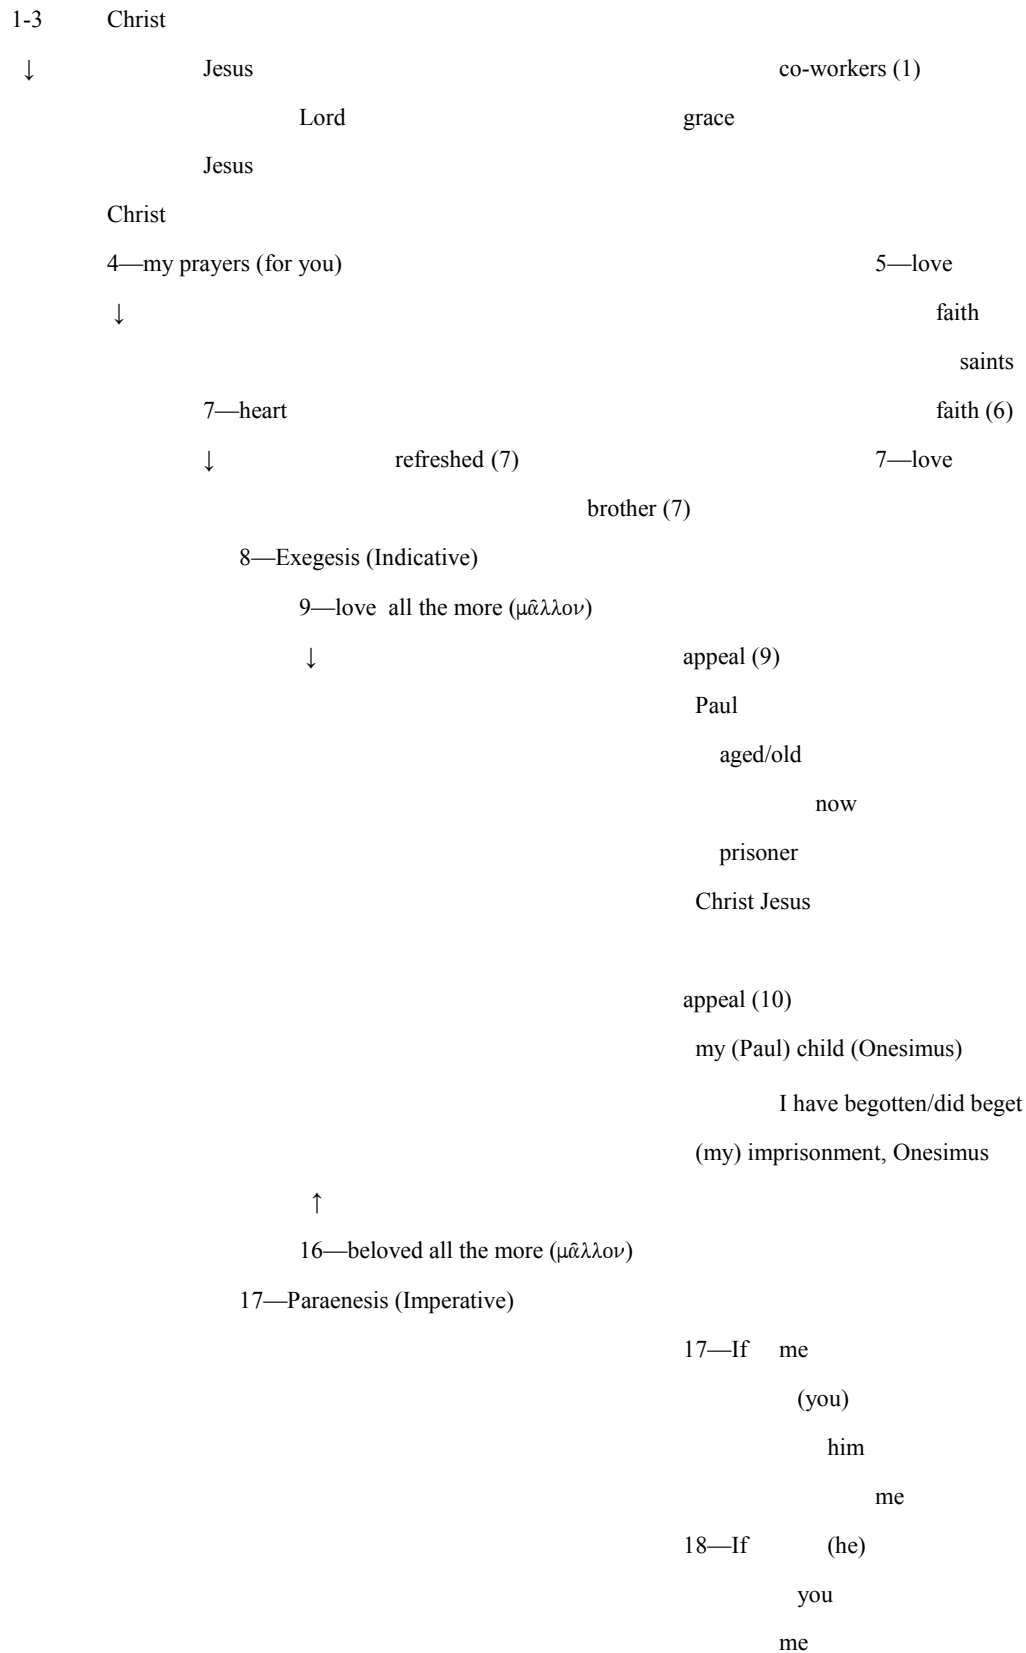 1-3 Christ
↓ Jesus co-workers (1)
Lord grace
Jesus
Christ
4—my prayers (for you) 5—love
↓ faith
saints
7—heart faith (6)
↓ refreshed (7) 7—love
brother (7)
8—Exegesis (Indicative)
9—love all the more (μᾶλλον)
↓ appeal (9)
Paul
aged/old
now
prisoner
Christ Jesus
appeal (10)
my (Paul) child (Onesimus)
I have begotten/did beget
(my) imprisonment, Onesimus
↑
16—beloved all the more (μᾶλλον)
17—Paraenesis (Imperative)
17—If me
(you)
him
me
18—If (he)
you
me